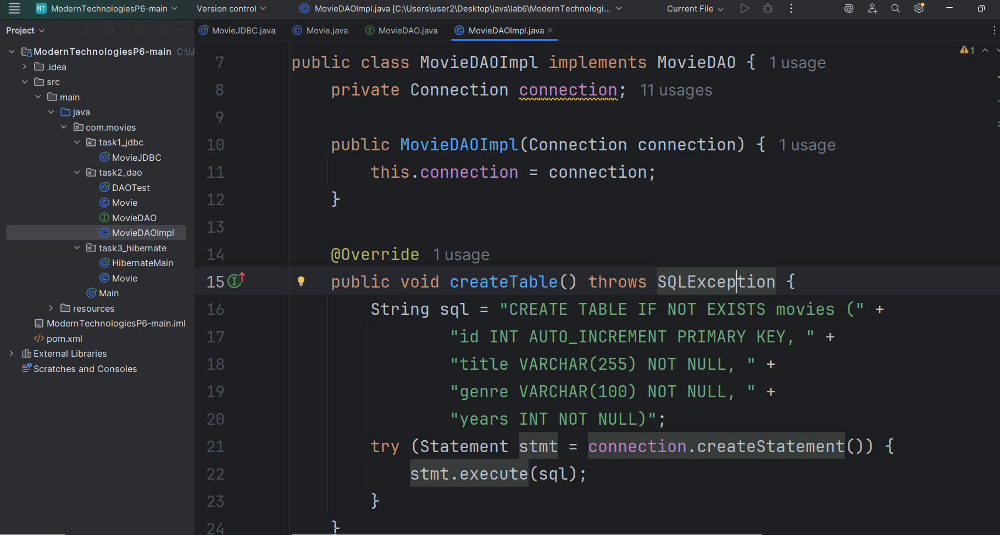 MT ModernTechnologiesP6-main Version control MovieDAOImpl.java [C:\Users\user2\Desktop\java\lab6\ModernTechnologi... Current File
Project
MovieJDBC.java Movie.java MovieDAO.java MovieDAOImpl.java
ModernTechnologiesP6-main C:\U
.idea
src
main
java
com.movies
task1_jdbc
MovieJDBC
task2_dao
DAOTest
Movie
MovieDAO
MovieDAOImpl
task3_hibernate
HibernateMain
Movie
Main
resources
ModernTechnologiesP6-main.iml
pom.xml
External Libraries
Scratches and Consoles
1
7 public class MovieDAOImpl implements MovieDAO { 1 usage
8 private Connection connection; 11 usages
9
10 public MovieDAOImpl(Connection connection) { 1 usage
11 this.connection = connection;
12 }
13
14 @Override 1 usage
15 public void createTable() throws SQLException {
16 String sql = "CREATE TABLE IF NOT EXISTS movies (" +
17 "id INT AUTO_INCREMENT PRIMARY KEY, " +
18 "title VARCHAR(255) NOT NULL, " +
19 "genre VARCHAR(100) NOT NULL, " +
20 "years INT NOT NULL)";
21 try (Statement stmt = connection.createStatement()) {
22 stmt.execute(sql);
23 }
24 }